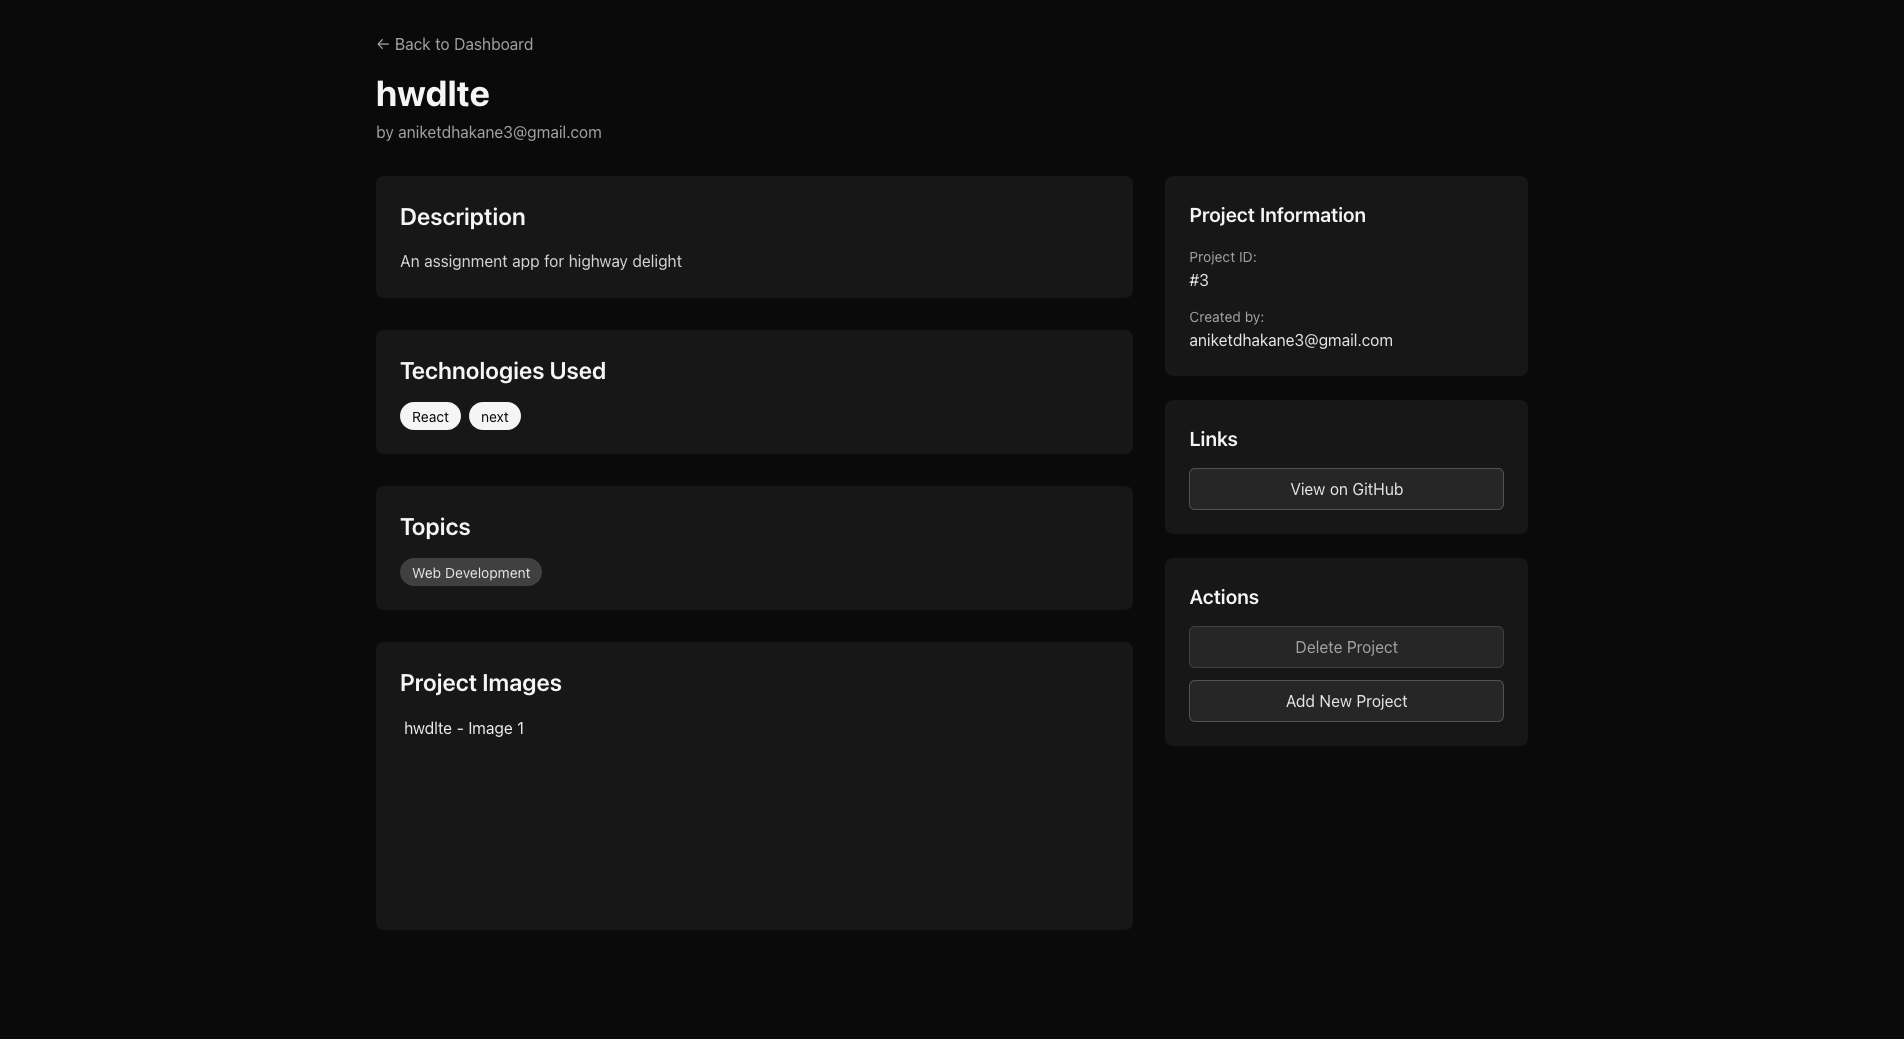 ← Back to Dashboard
hwdlte
by aniketdhakane3@gmail.com
Description
An assignment app for highway delight
Technologies Used
React next
Topics
Web Development
Project Images
hwdlte - Image 1
Project Information
Project ID:
#3
Created by:
aniketdhakane3@gmail.com
Links
View on GitHub
Actions
Delete Project
Add New Project